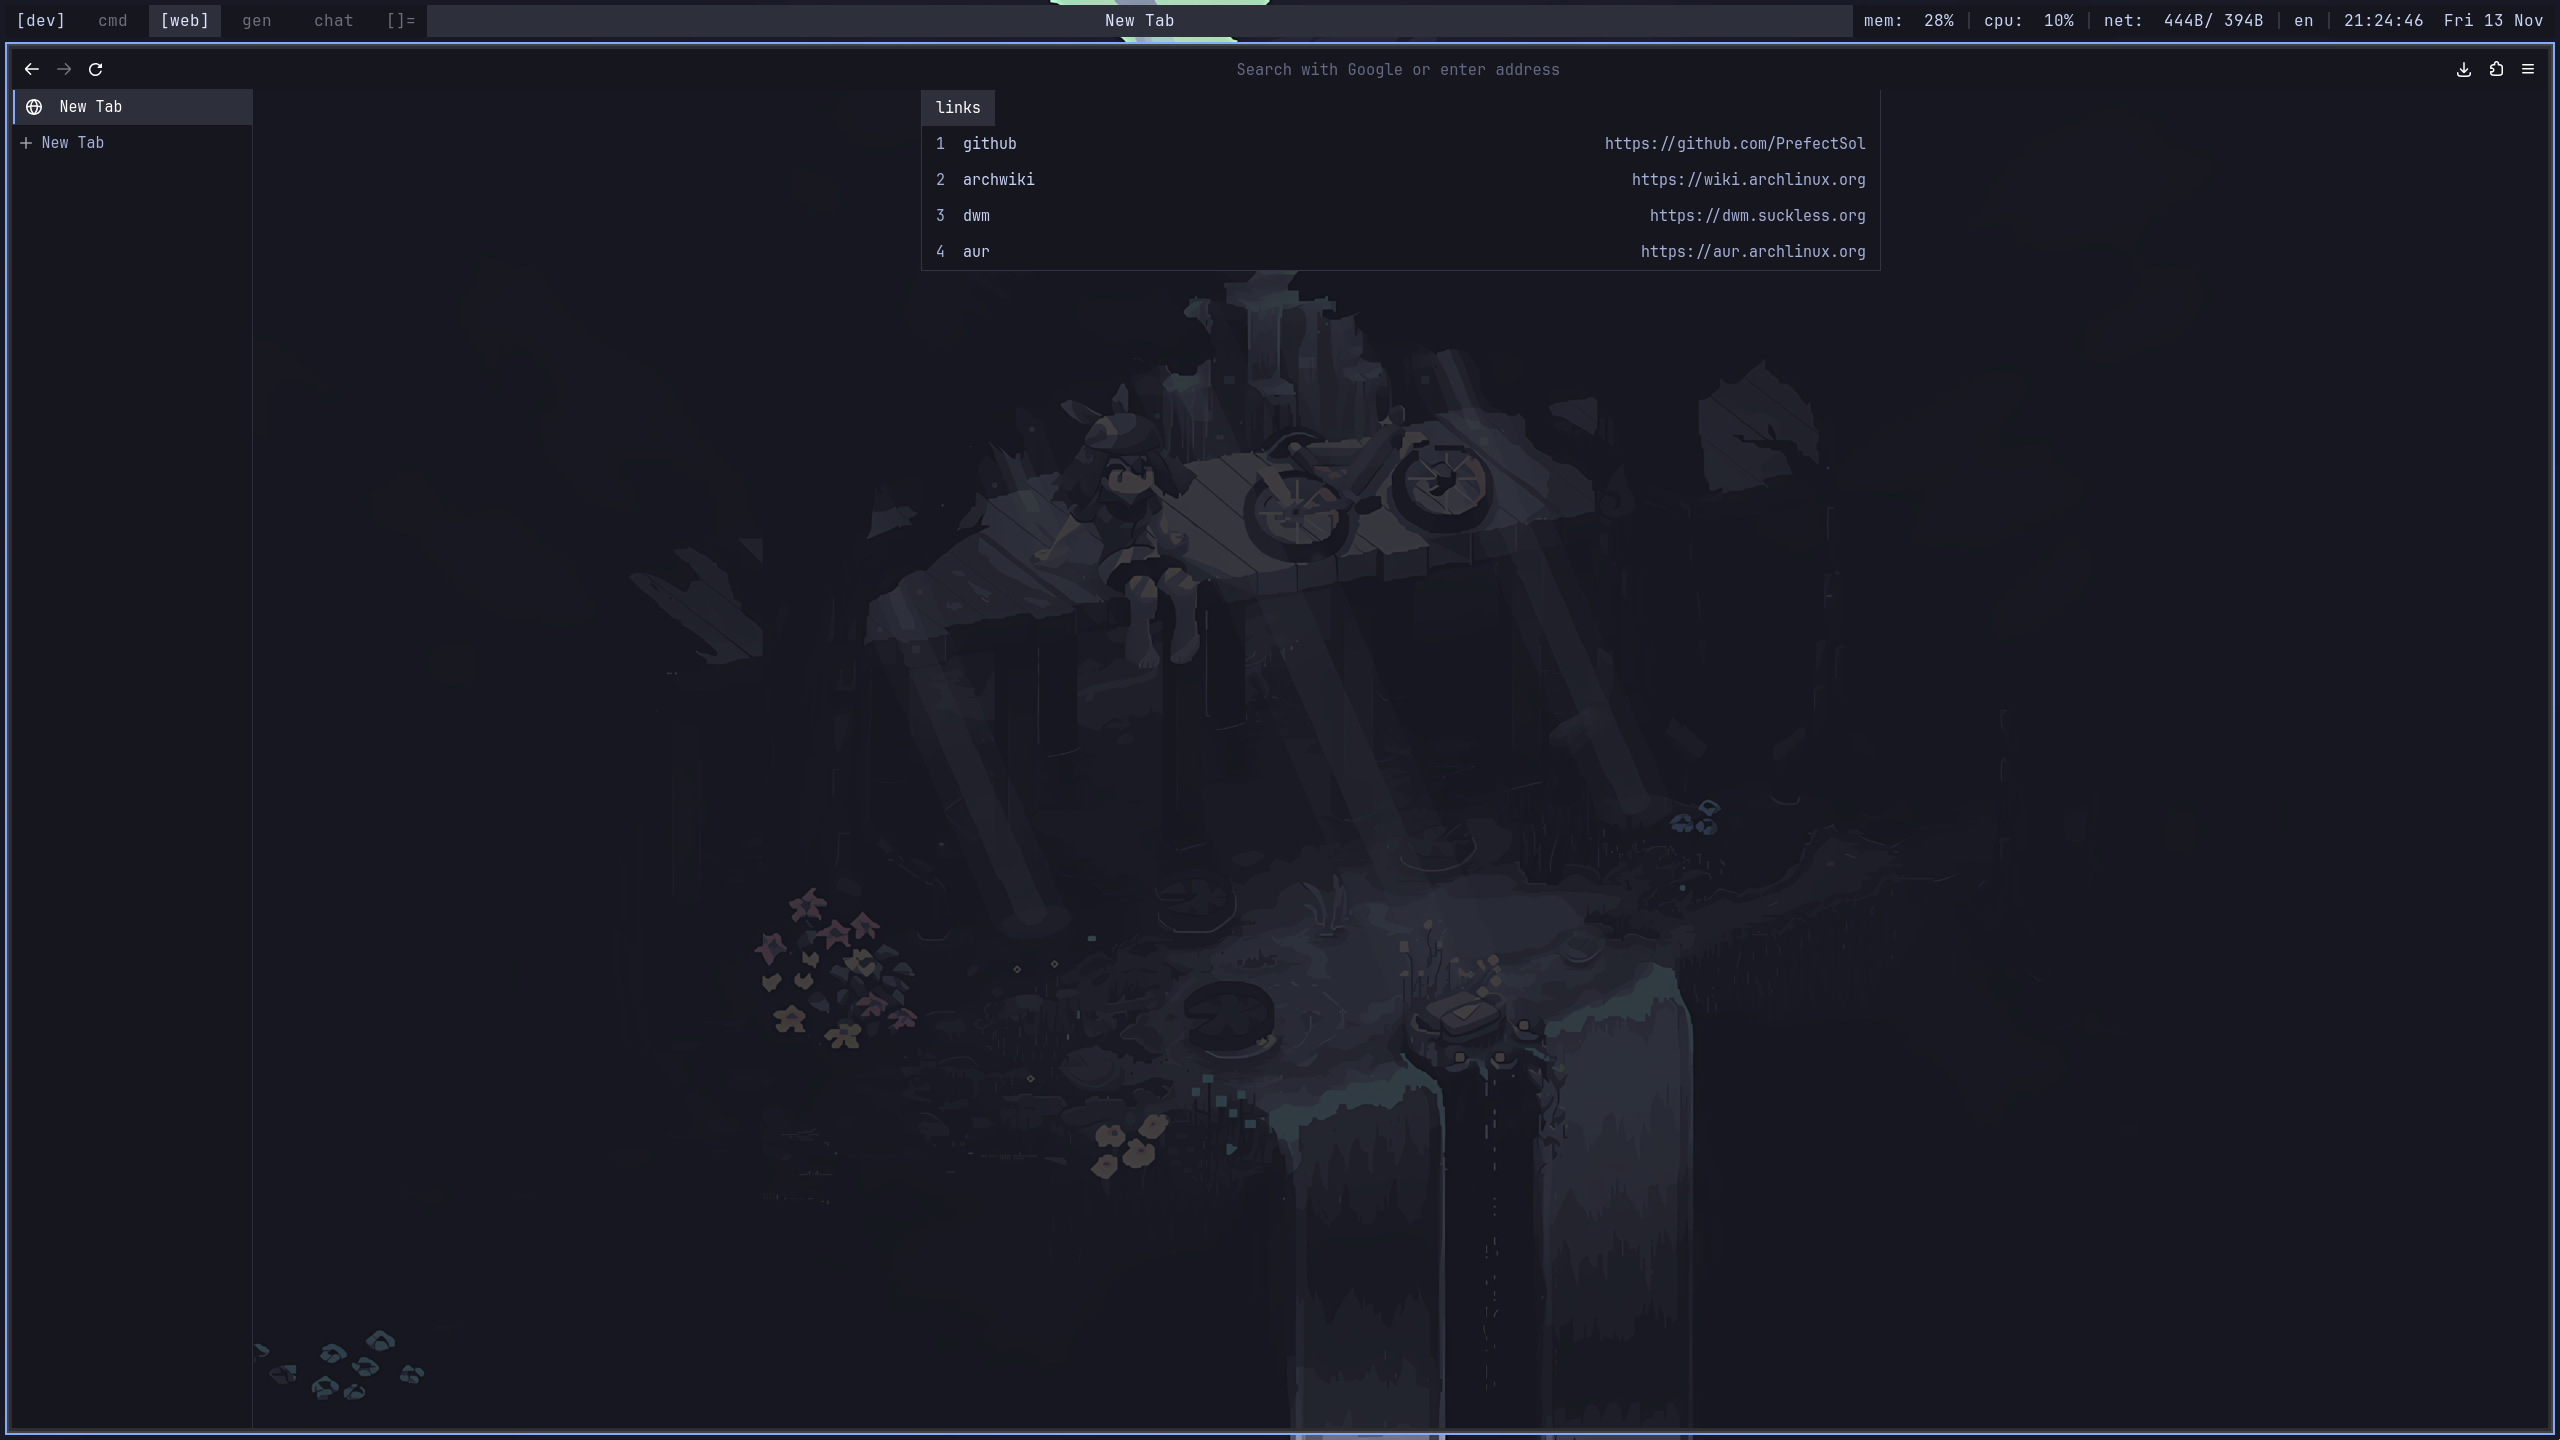 [dev] cmd [web] gen chat []= New Tab mem: 28% | cpu: 10% | net: 444B/ 394B | en | 21:24:46 Fri 13 Nov
Search with Google or enter address
New Tab
New Tab
links
1 github https://github.com/PrefectSol
2 archwiki https://wiki.archlinux.org
3 dwm https://dwm.suckless.org
4 aur https://aur.archlinux.org